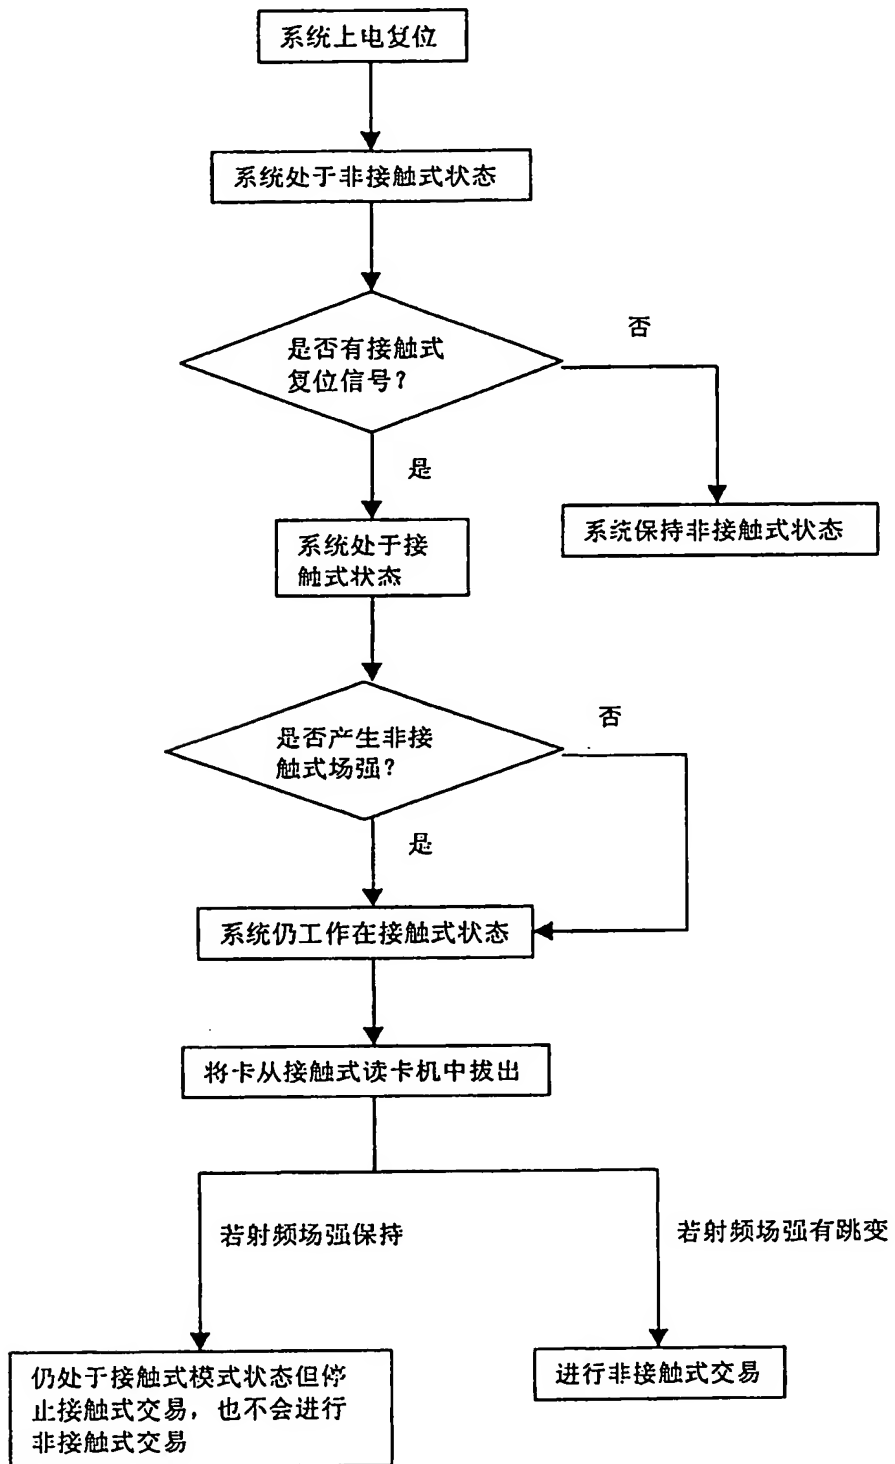 系统上电复位
系统处于非接触式状态
否
是否有接触式
复位信号？
是
系统处于接
触式状态
系统保持非接触式状态
否
是否产生非接
触式场强？
是
系统仍工作在接触式状态
将卡从接触式读卡机中拔出
若射频场强保持
若射频场强有跳变
仍处于接触式模式状态但停
止接触式交易，也不会进行
非接触式交易
进行非接触式交易